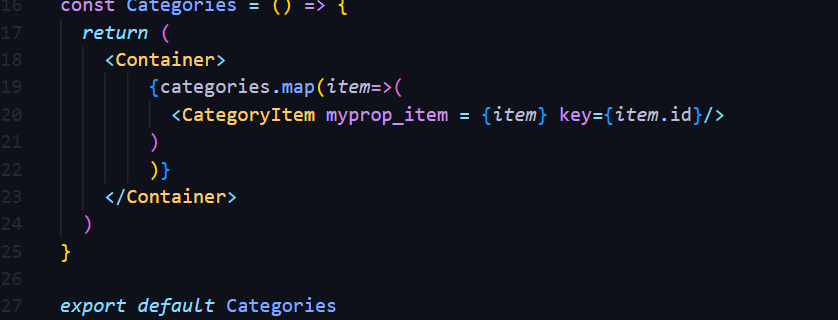 16 const Categories = () => {
17 return (
18 <Container>
19 {categories.map(item=>(
20 <CategoryItem myprop_item = {item} key={item.id}/>
21 )
22 )}
23 </Container>
24 )
25 }
26
27 export default Categories